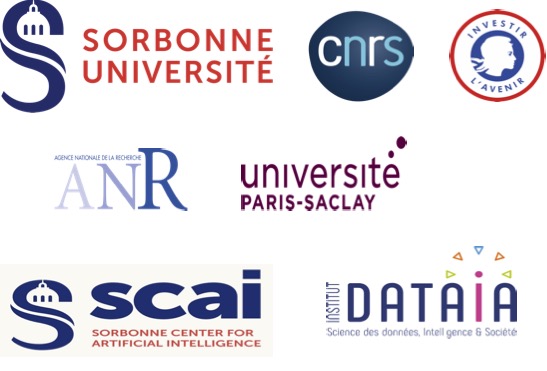 SORBONNE
UNIVERSITÉ
cnrs
INVESTIR
L'AVENIR
AGENCE NATIONALE DE LA RECHERCHE
ANR
université
PARIS-SACLAY
scai
SORBONNE CENTER FOR
ARTIFICIAL INTELLIGENCE
INSTITUT
DATAIA
Science des données, Intelligence & Société